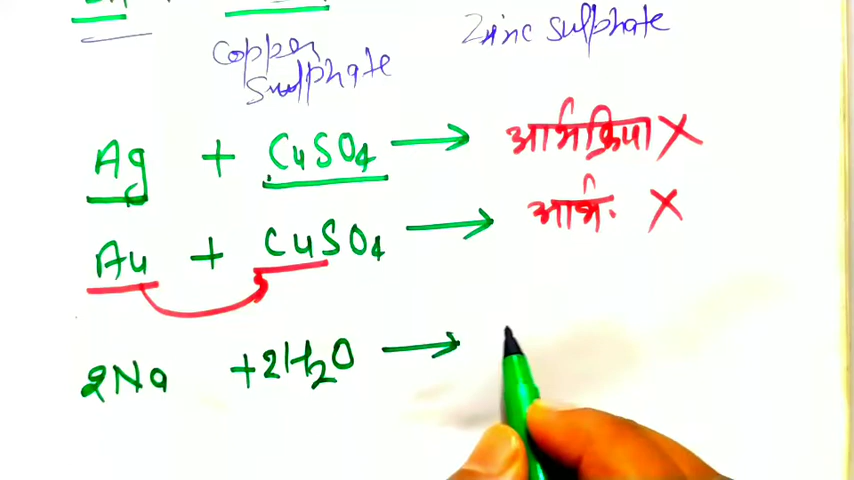 Copper Zinc Sulphate
Sulphate
Ag + CuSO4 → अभिक्रिया X
Au + CuSO4 → अभि. X
2Na + 2H2O →